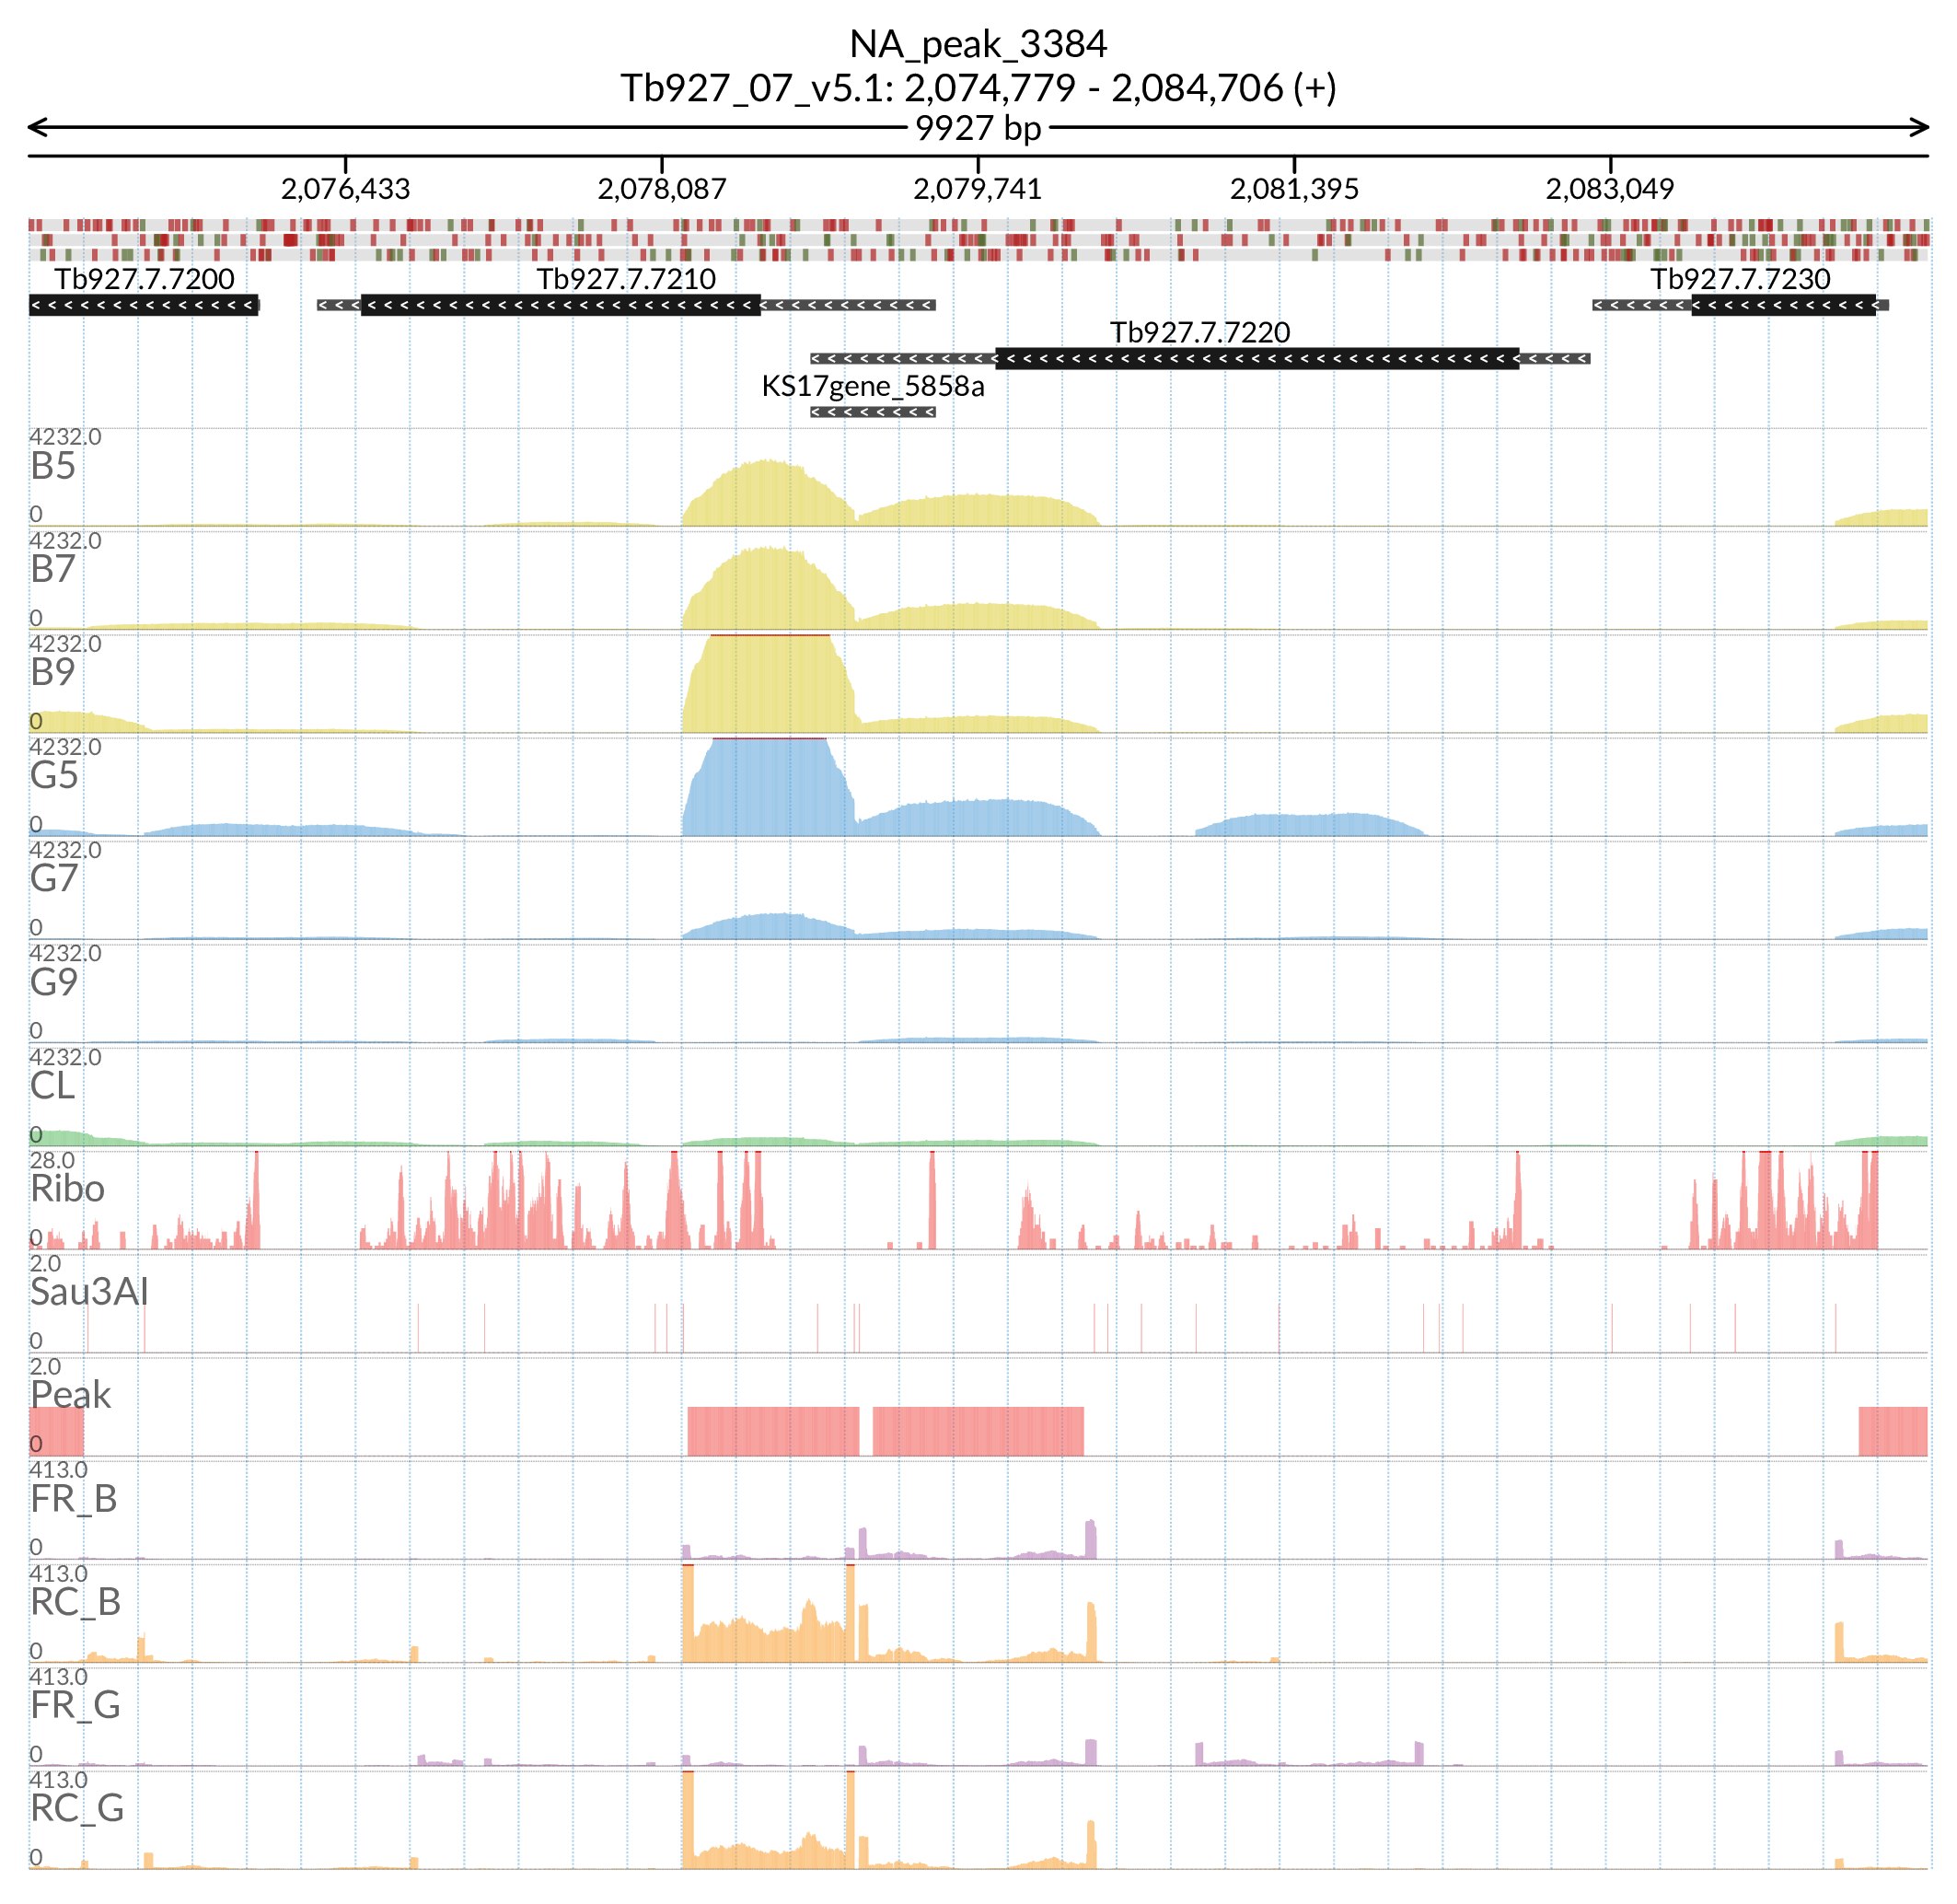 NA_peak_3384
Tb927_07_v5.1: 2,074,779 - 2,084,706 (+)
9927 bp
2,076,433 2,078,087 2,079,741 2,081,395 2,083,049
Tb927.7.7200 Tb927.7.7210 Tb927.7.7230
Tb927.7.7220
KS17gene_5858a
4232.0
B5
0
4232.0
B7
0
4232.0
B9
0
4232.0
G5
0
4232.0
G7
0
4232.0
G9
0
4232.0
CL
0
28.0
Ribo
0
2.0
Sau3AI
0
2.0
Peak
0
413.0
FR_B
0
413.0
RC_B
0
413.0
FR_G
0
413.0
RC_G
0